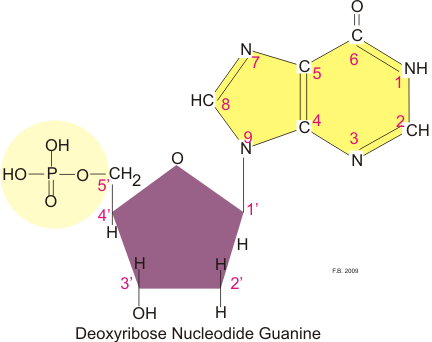 O
C
6
N
7
C
5
NH
1
HC
8
9
N
C
4
3
N
2
CH
OH
HO
P
O
CH2
5'
O
O
4'
H
1'
H
H
H
3'
2'
OH
H
F.B. 2009
Deoxyribose Nucleodide Guanine